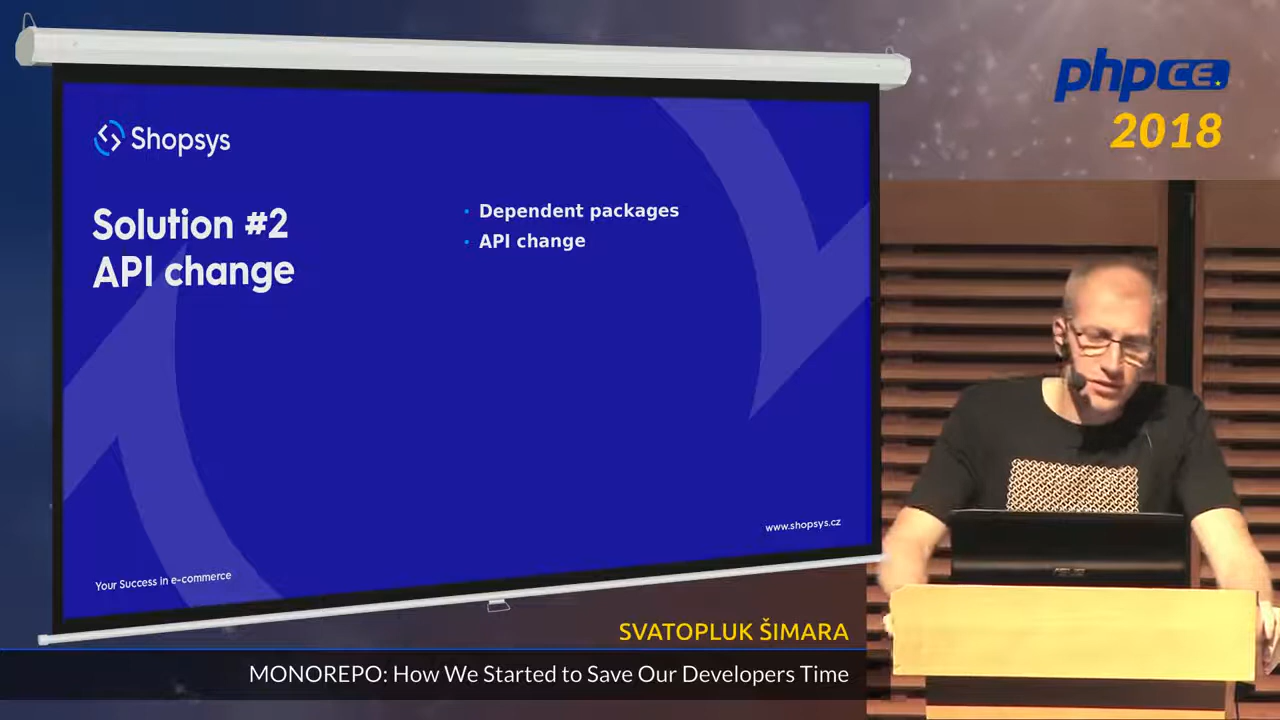 phpce
2018
Shopsys
Solution #2
API change
• Dependent packages
• API change
www.shopsys.cz
Your Success in e-commerce
SVATOPLUK ŠIMARA
MONOREPO: How We Started to Save Our Developers Time